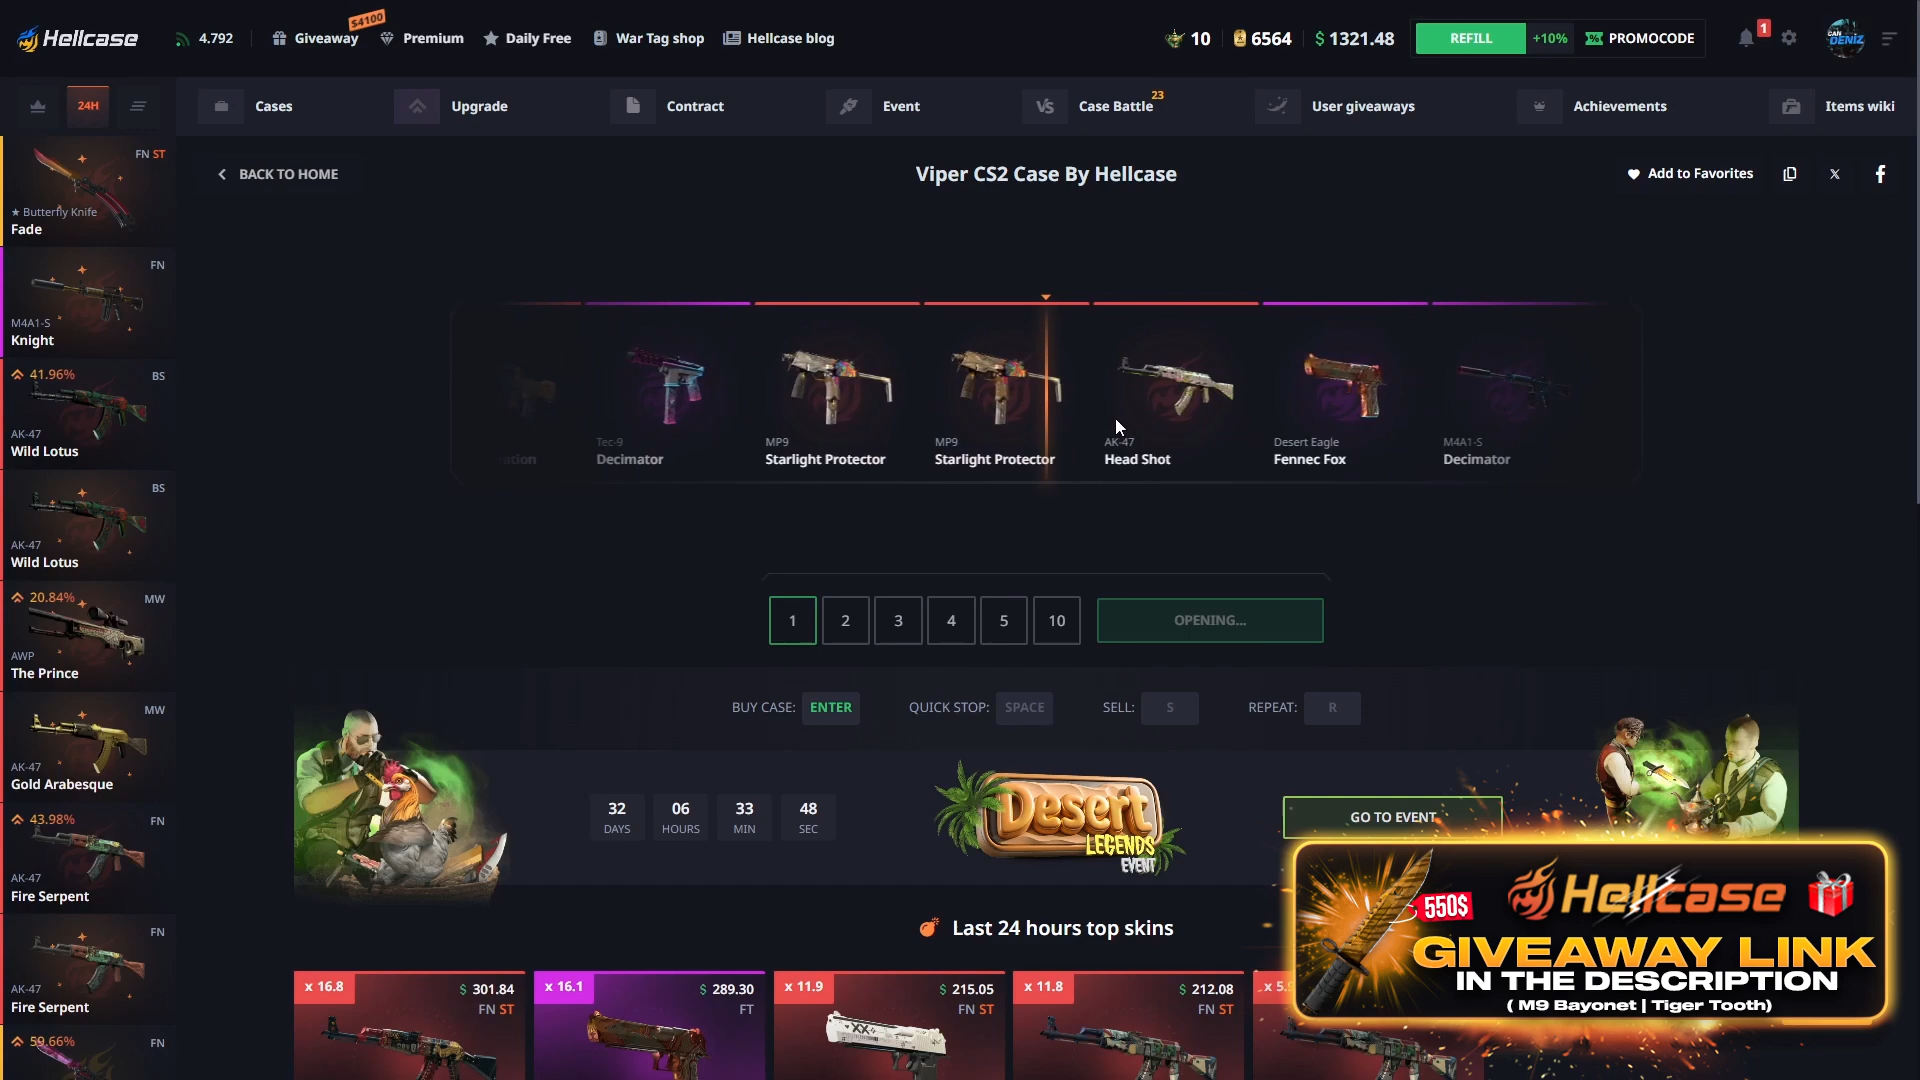 Hellcase
4.792
Giveaway
$4100
Premium
Daily Free
War Tag shop
Hellcase blog
10
6564
$ 1321.48
REFILL
+10%
PROMOCODE
1
CAN DENİZ
24H
Cases
Upgrade
Contract
Event
VS
Case Battle
23
User giveaways
Achievements
Items wiki
BACK TO HOME
Viper CS2 Case By Hellcase
Add to Favorites
FN ST
★ Butterfly Knife
Fade
FN
M4A1-S
Knight
41.96%
BS
AK-47
Wild Lotus
BS
AK-47
Wild Lotus
20.84%
MW
AWP
The Prince
MW
AK-47
Gold Arabesque
43.98%
FN
AK-47
Fire Serpent
FN
AK-47
Fire Serpent
59.66%
FN
Tec-9
Decimator
MP9
Starlight Protector
MP9
Starlight Protector
AK-47
Head Shot
Desert Eagle
Fennec Fox
M4A1-S
Decimator
1
2
3
4
5
10
OPENING...
BUY CASE: ENTER
QUICK STOP: SPACE
SELL: S
REPEAT: R
32
DAYS
06
HOURS
33
MIN
48
SEC
Desert
LEGENDS
EVENT
GO TO EVENT
Last 24 hours top skins
x 16.8
$ 301.84
FN ST
x 16.1
$ 289.30
FT
x 11.9
$ 215.05
FN ST
x 11.8
$ 212.08
FN ST
550$
Hellcase
GIVEAWAY LINK
IN THE DESCRIPTION
( M9 Bayonet | Tiger Tooth)